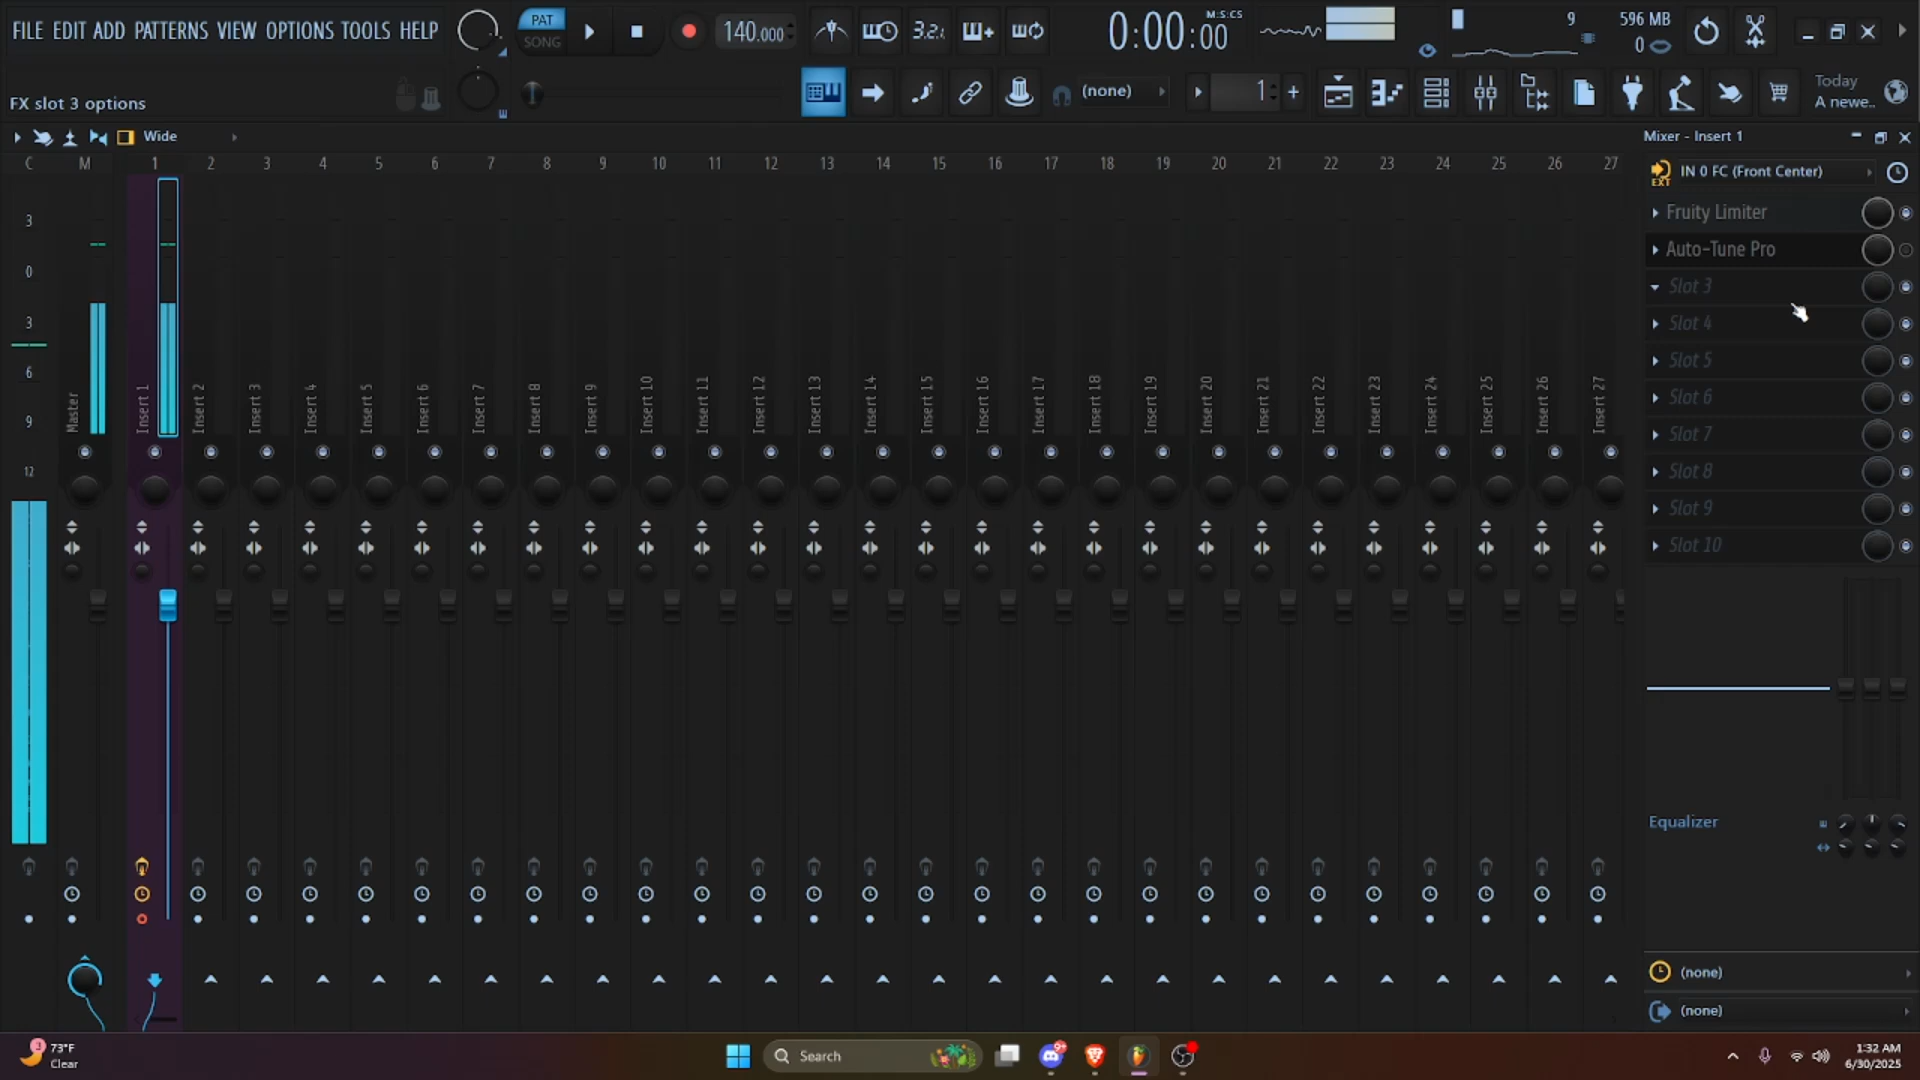 FILE EDIT ADD PATTERNS VIEW OPTIONS TOOLS HELP
PAT
SONG
140.000
3.2.
0:00:00
M:S:CS
9
596 MB
0
FX slot 3 options
(none)
1
Today
A newe..
Wide
Mixer - Insert 1
C M 1 2 3 4 5 6 7 8 9 10 11 12 13 14 15 16 17 18 19 20 21 22 23 24 25 26 27
EXT
IN 0 FC (Front Center)
Fruity Limiter
Auto-Tune Pro
Slot 3
Slot 4
Slot 5
Slot 6
Slot 7
Slot 8
Slot 9
Slot 10
3
0
3
6
9
12
Master
Insert 1
Insert 2
Insert 3
Insert 4
Insert 5
Insert 6
Insert 7
Insert 8
Insert 9
Insert 10
Insert 11
Insert 12
Insert 13
Insert 14
Insert 15
Insert 16
Insert 17
Insert 18
Insert 19
Insert 20
Insert 21
Insert 22
Insert 23
Insert 24
Insert 25
Insert 26
Insert 27
Equalizer
(none)
(none)
3
73°F
Clear
Search
9+
1:32 AM
6/30/2025